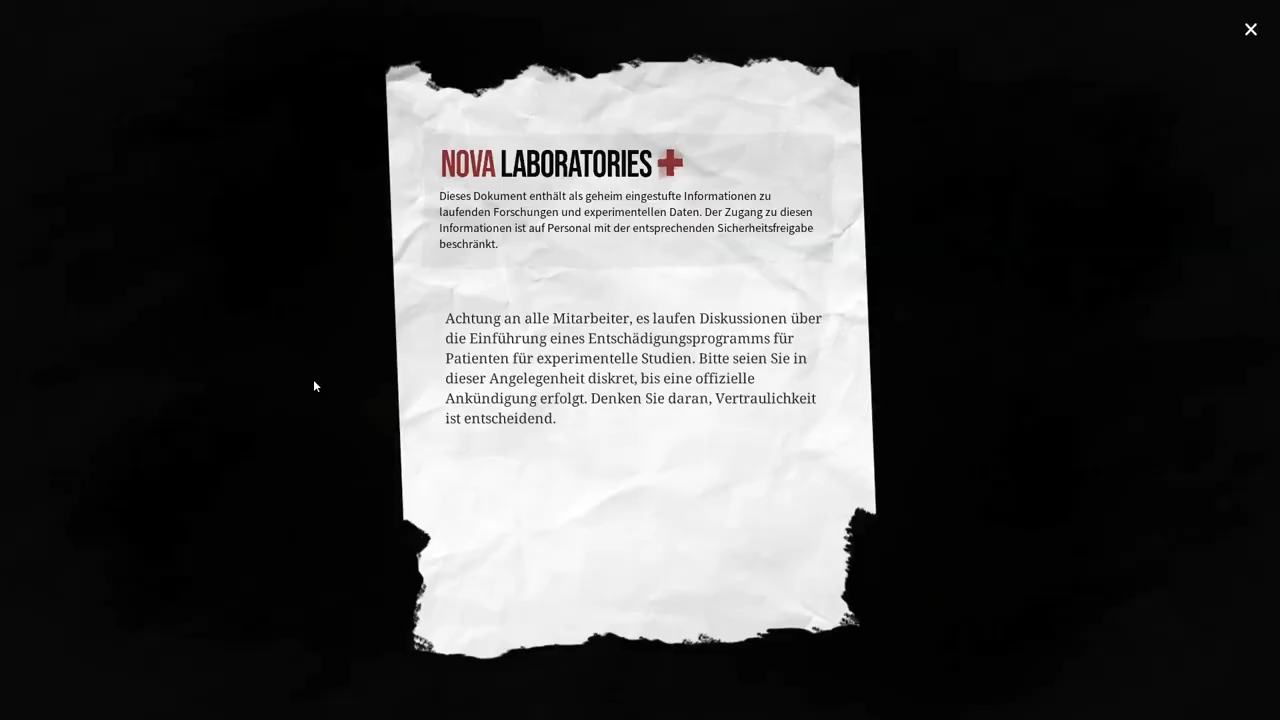 NOVA LABORATORIES
Dieses Dokument enthält als geheim eingestufte Informationen zu
laufenden Forschungen und experimentellen Daten. Der Zugang zu diesen
Informationen ist auf Personal mit der entsprechenden Sicherheitsfreigabe
beschränkt.
Achtung an alle Mitarbeiter, es laufen Diskussionen über
die Einführung eines Entschädigungsprogramms für
Patienten für experimentelle Studien. Bitte seien Sie in
dieser Angelegenheit diskret, bis eine offizielle
Ankündigung erfolgt. Denken Sie daran, Vertraulichkeit
ist entscheidend.